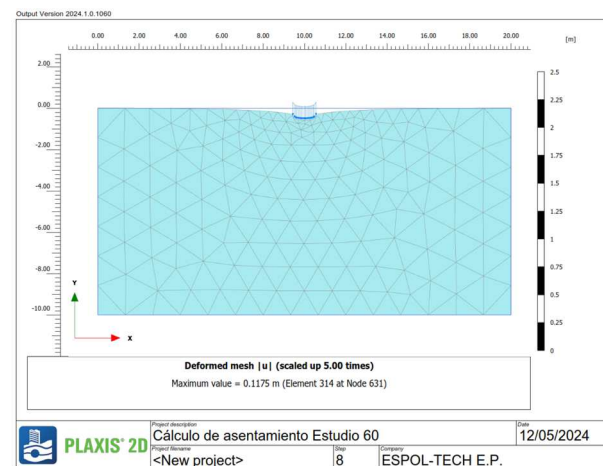 Output Version 2024.1.0.1060
0.00 2.00 4.00 6.00 8.00 10.00 12.00 14.00 16.00 18.00 20.00
[m]
2.00
0.00
-2.00
-4.00
-6.00
-8.00
-10.00
Y
x
2.5
2.25
2
1.75
1.5
1.25
1
0.75
0.5
0.25
0
Deformed mesh |u| (scaled up 5.00 times)
Maximum value = 0.1175 m (Element 314 at Node 631)
PLAXIS® 2D
Project description
Cálculo de asentamiento Estudio 60
Date
12/05/2024
Project filename
<New project>
Step
8
Company
ESPOL-TECH E.P.